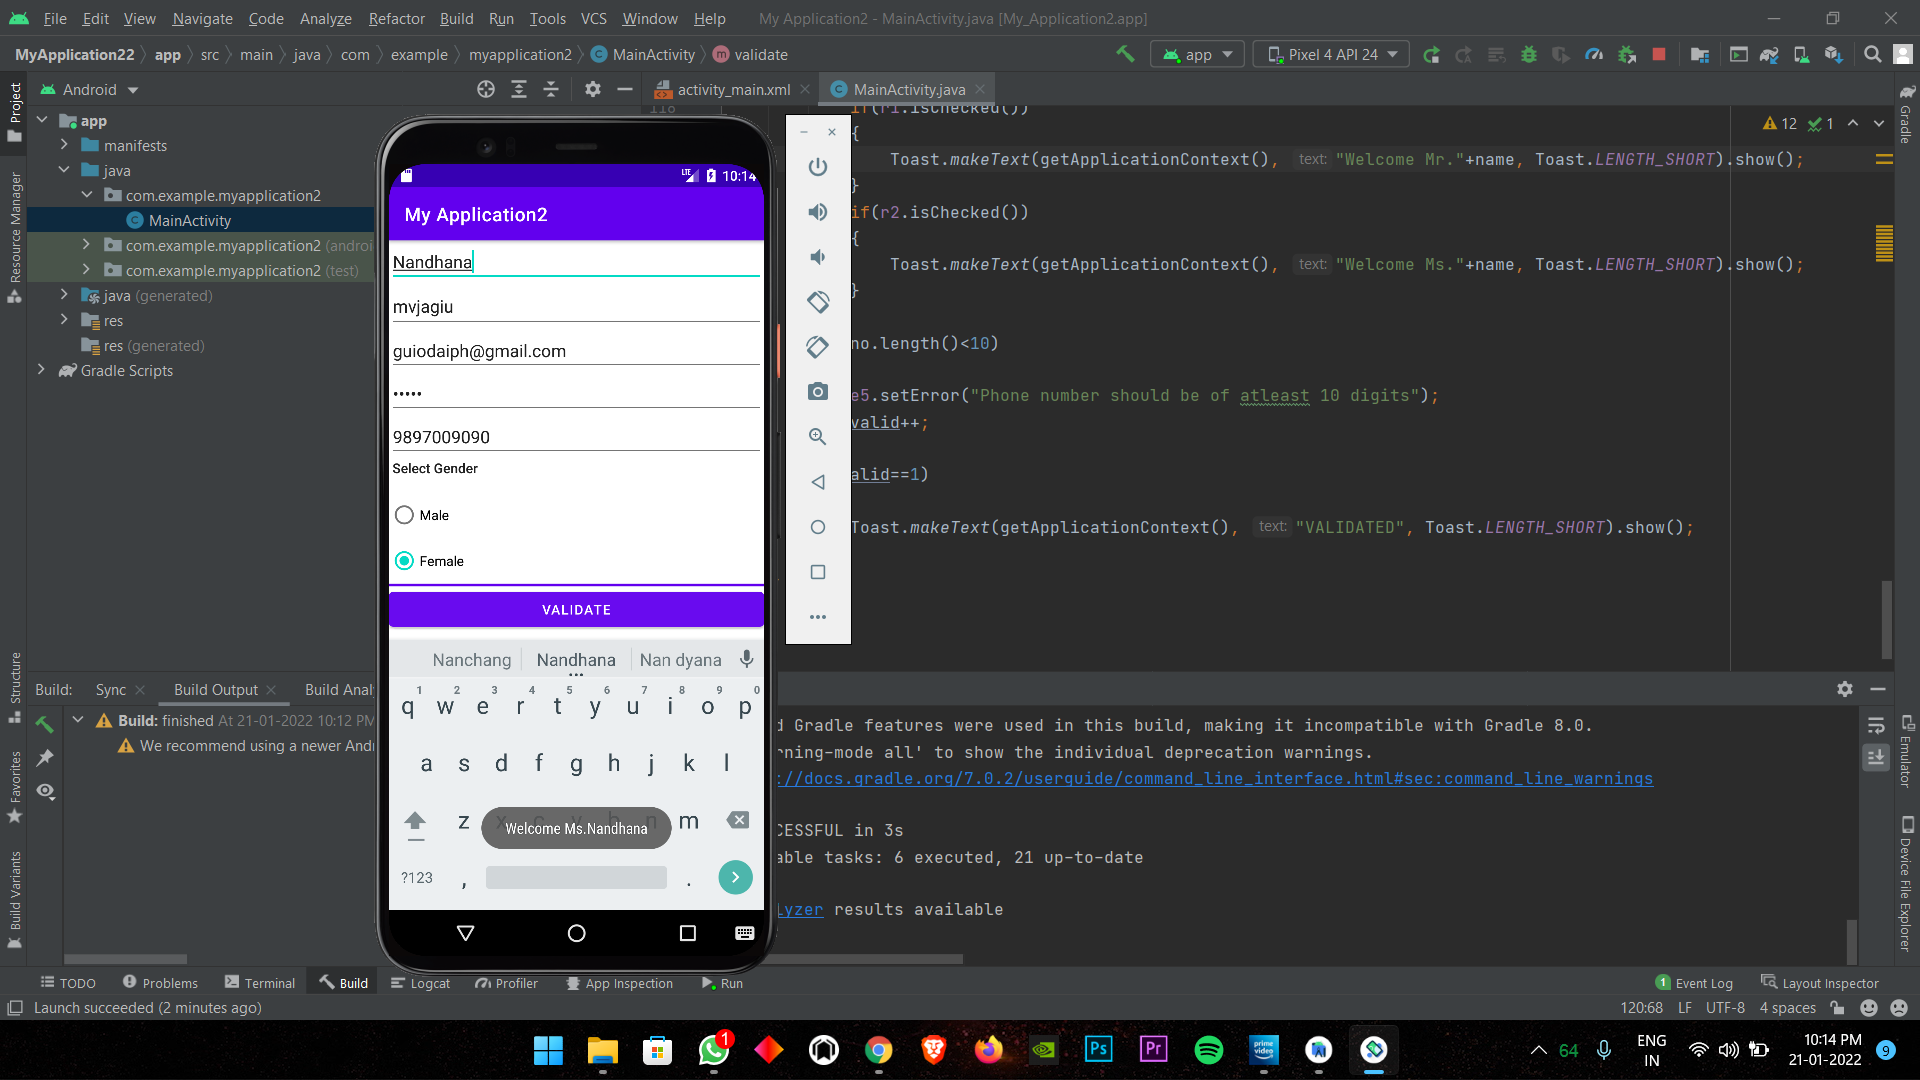 File Edit View Navigate Code Analyze Refactor Build Run Tools VCS Window Help My Application2 - MainActivity.java [My_Application2.app]
MyApplication22 app src main java com example myapplication2 MainActivity validate app Pixel 4 API 24
Project
Resource Manager
Structure
Favorites
Build Variants
Android
app
manifests
java
com.example.myapplication2
MainActivity
com.example.myapplication2 (androi
com.example.myapplication2 (test)
java (generated)
res
res (generated)
Gradle Scripts
activity_main.xml MainActivity.java
118 if(r1.isChecked())
12 1
{
Toast.makeText(getApplicationContext(), text: "Welcome Mr."+name, Toast.LENGTH_SHORT).show();
}
if(r2.isChecked())
{
Toast.makeText(getApplicationContext(), text: "Welcome Ms."+name, Toast.LENGTH_SHORT).show();
}
no.length()<10)
e5.setError("Phone number should be of atleast 10 digits");
valid++;
alid==1)
Toast.makeText(getApplicationContext(), text: "VALIDATED", Toast.LENGTH_SHORT).show();
LTE 10:14
My Application2
Nandhana
mvjagiu
guiodaiph@gmail.com
•••••
9897009090
Select Gender
Male
Female
VALIDATE
Nanchang Nandhana Nan dyana
1 2 3 4 5 6 7 8 9 0
q w e r t y u i o p
a s d f g h j k l
z x c v b n m
Welcome Ms.Nandhana
?123 , .
Build: Sync Build Output Build Anal
Build: finished At 21-01-2022 10:12 PM
We recommend using a newer Andr
d Gradle features were used in this build, making it incompatible with Gradle 8.0.
rning-mode all' to show the individual deprecation warnings.
://docs.gradle.org/7.0.2/userguide/command_line_interface.html#sec:command_line_warnings
CESSFUL in 3s
able tasks: 6 executed, 21 up-to-date
lyzer results available
Gradle
Emulator
Device File Explorer
TODO Problems Terminal Build Logcat Profiler App Inspection Run 1 Event Log Layout Inspector
Launch succeeded (2 minutes ago) 120:68 LF UTF-8 4 spaces
1 Ps Pr prime video 64 ENG IN 10:14 PM 21-01-2022 9